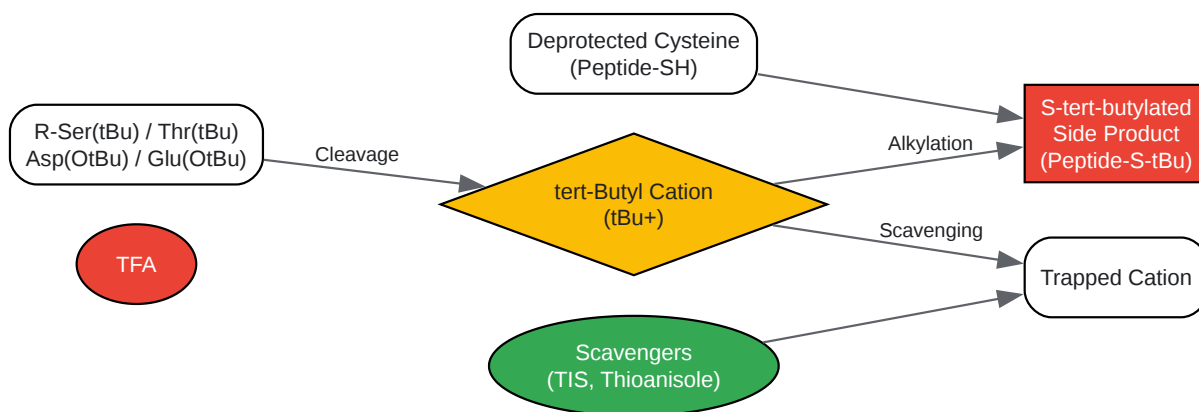 Deprotected Cysteine
(Peptide-SH)
R-Ser(tBu) / Thr(tBu)
Asp(OtBu) / Glu(OtBu)
Cleavage
TFA
tert-Butyl Cation
(tBu+)
Alkylation
Scavenging
S-tert-butylated
Side Product
(Peptide-S-tBu)
Trapped Cation
Scavengers
(TIS, Thioanisole)